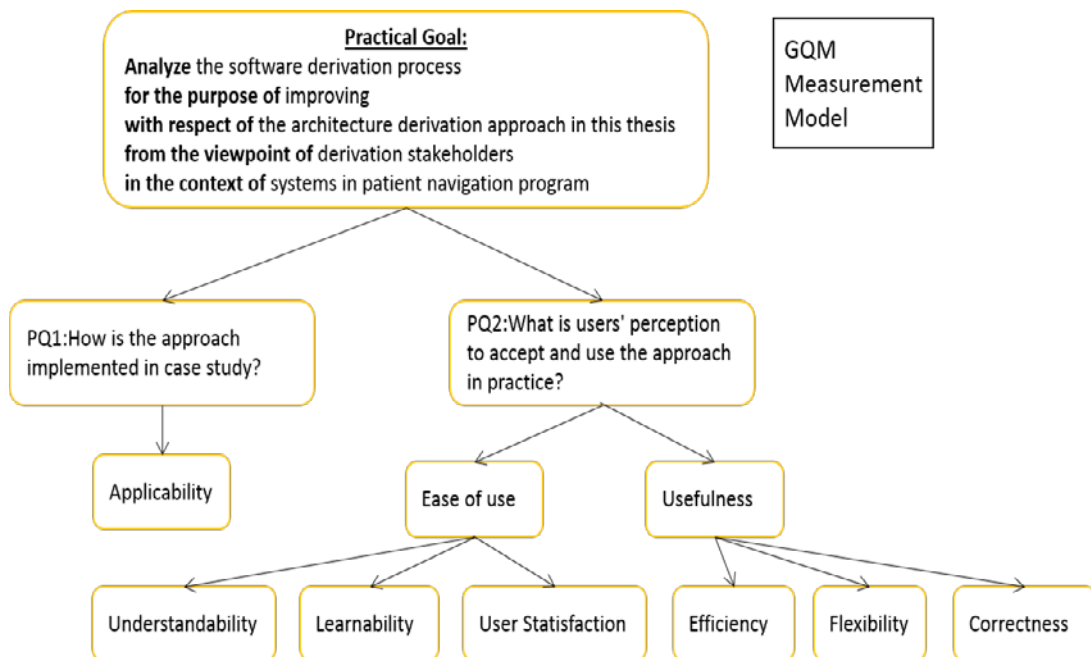 Practical Goal:
Analyze the software derivation process
for the purpose of improving
with respect of the architecture derivation approach in this thesis
from the viewpoint of derivation stakeholders
in the context of systems in patient navigation program
GQM
Measurement
Model
PQ1:How is the approach
implemented in case study?
PQ2:What is users' perception
to accept and use the approach
in practice?
Applicability
Ease of use
Usefulness
Understandability
Learnability
User Statisfaction
Efficiency
Flexibility
Correctness